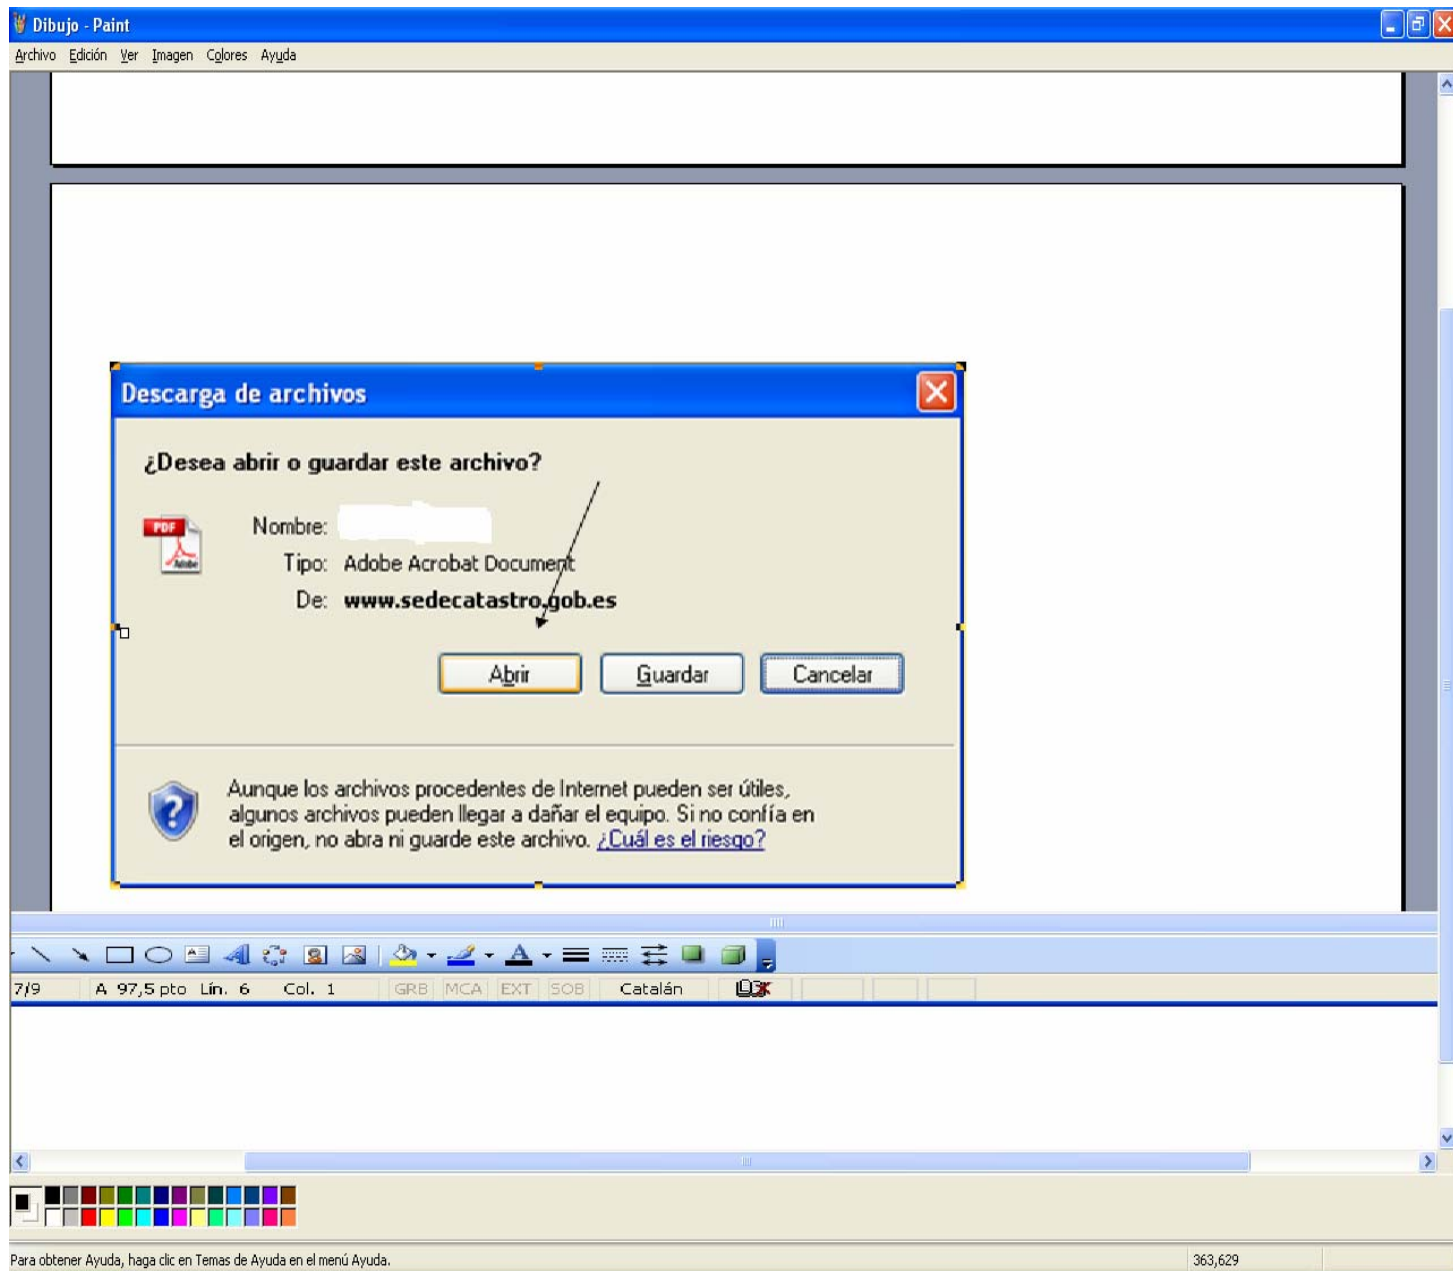 Dibujo - Paint
Archivo Edición Ver Imagen Colores Ayuda
Descarga de archivos
¿Desea abrir o guardar este archivo?
PDF
Adobe
Nombre:
Tipo: Adobe Acrobat Document
De: www.sedecatastro.gob.es
Abrir Guardar Cancelar
Aunque los archivos procedentes de Internet pueden ser útiles,
algunos archivos pueden llegar a dañar el equipo. Si no confía en
el origen, no abra ni guarde este archivo. ¿Cuál es el riesgo?
7/9 A 97,5 pto Lín. 6 Col. 1 GRB MCA EXT SOB Catalán
Para obtener Ayuda, haga clic en Temas de Ayuda en el menú Ayuda. 363,629